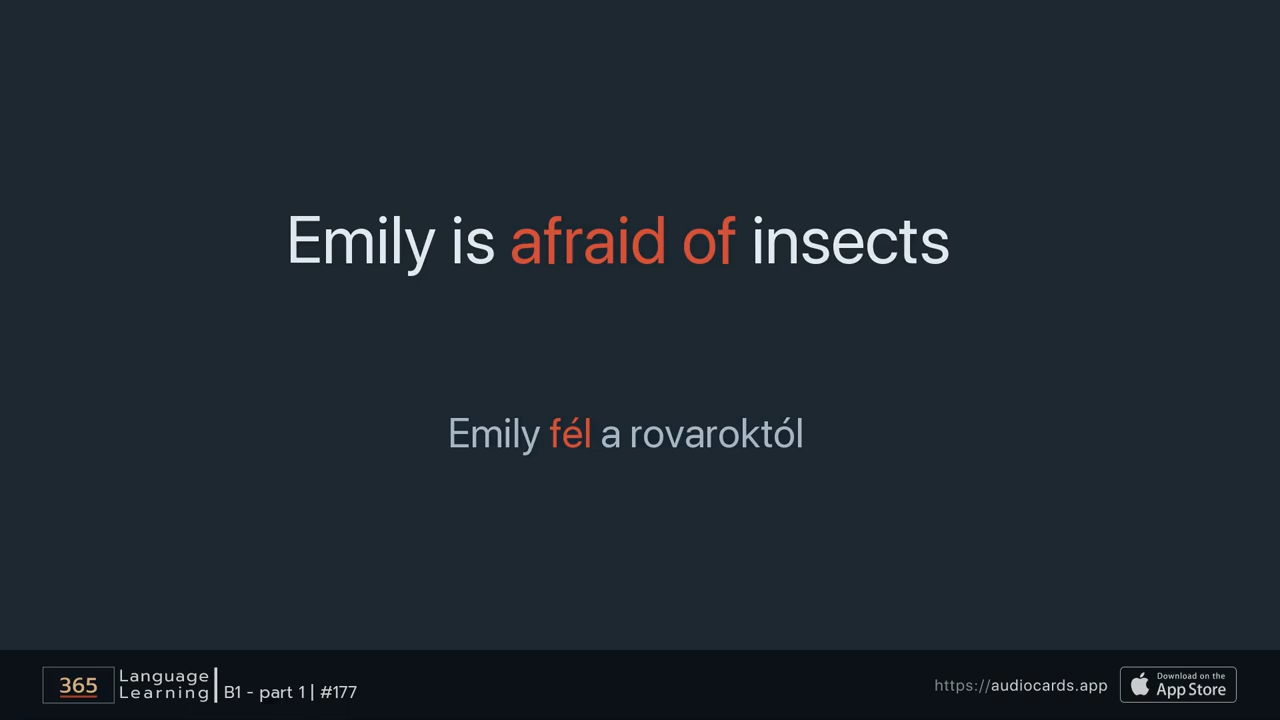 Emily is afraid of insects
Emily fél a rovaroktól
365
Language
Learning
B1 - part 1 | #177
https://audiocards.app
Download on the
App Store